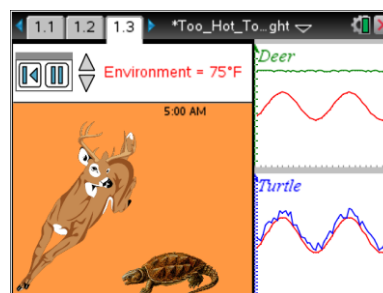 1.1 1.2 1.3 *Too_Hot_To...ght
Environment = 75°F
5:00 AM
Deer
Turtle